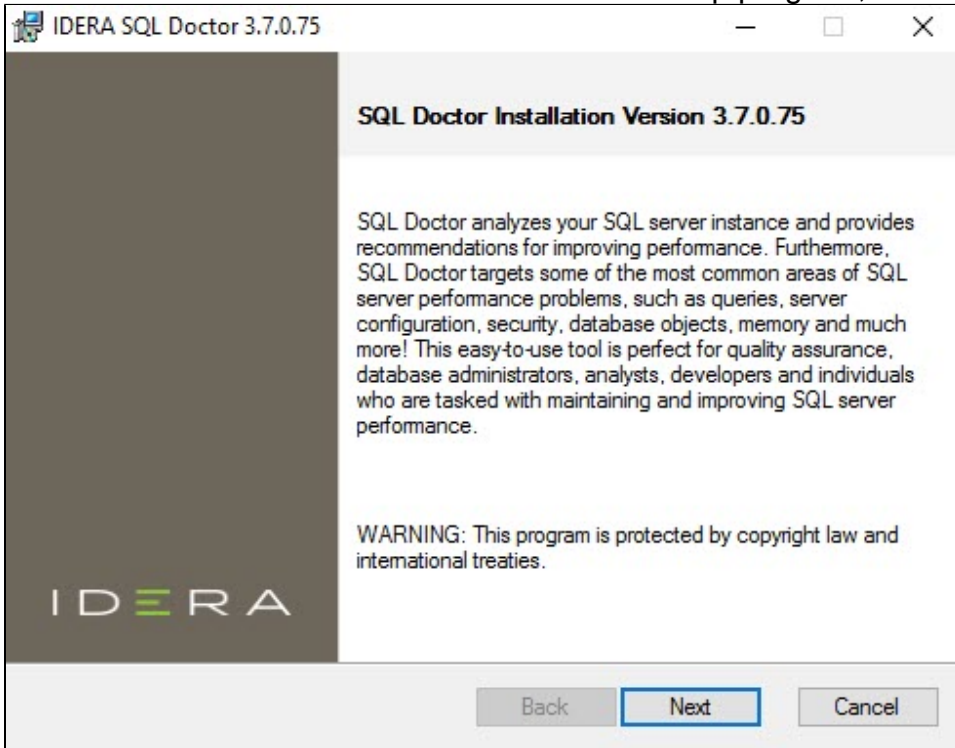 IDERA SQL Doctor 3.7.0.75
SQL Doctor Installation Version 3.7.0.75
SQL Doctor analyzes your SQL server instance and provides
recommendations for improving performance. Furthermore,
SQL Doctor targets some of the most common areas of SQL
server performance problems, such as queries, server
configuration, security, database objects, memory and much
more! This easy-to-use tool is perfect for quality assurance,
database administrators, analysts, developers and individuals
who are tasked with maintaining and improving SQL server
performance.
WARNING: This program is protected by copyright law and
international treaties.
IDERA
Back Next Cancel